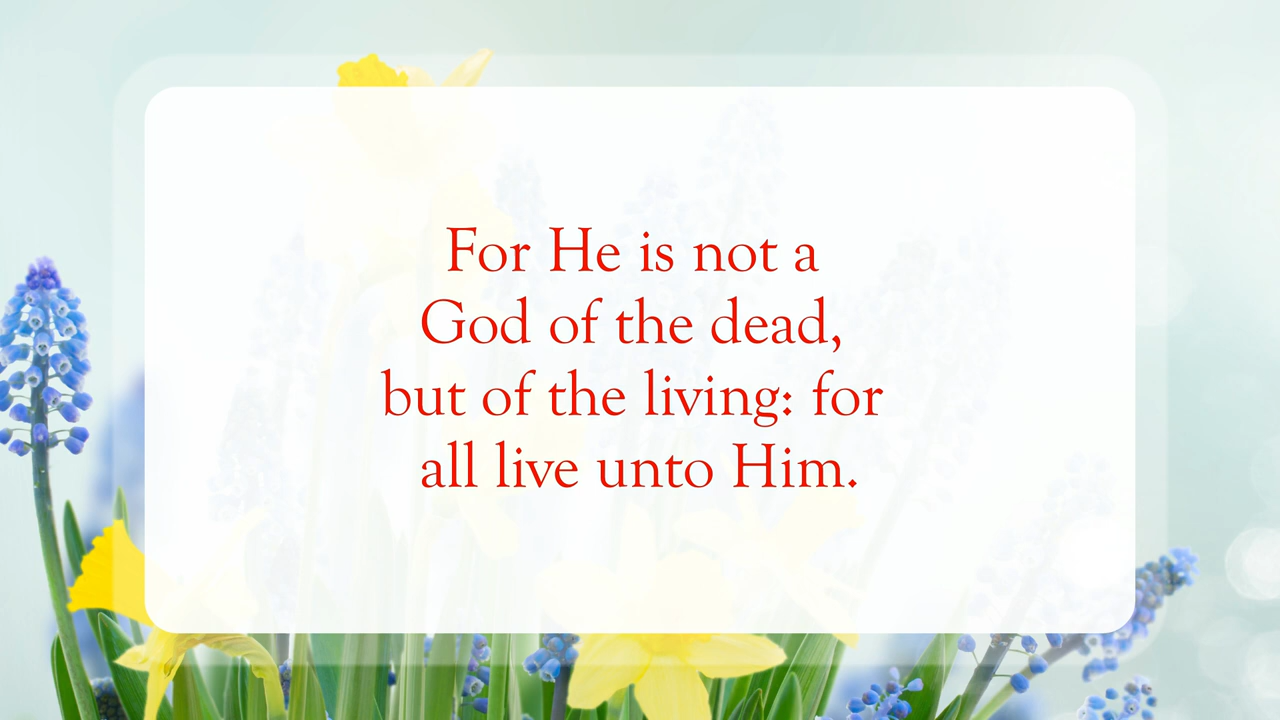 For He is not a
God of the dead,
but of the living: for
all live unto Him.